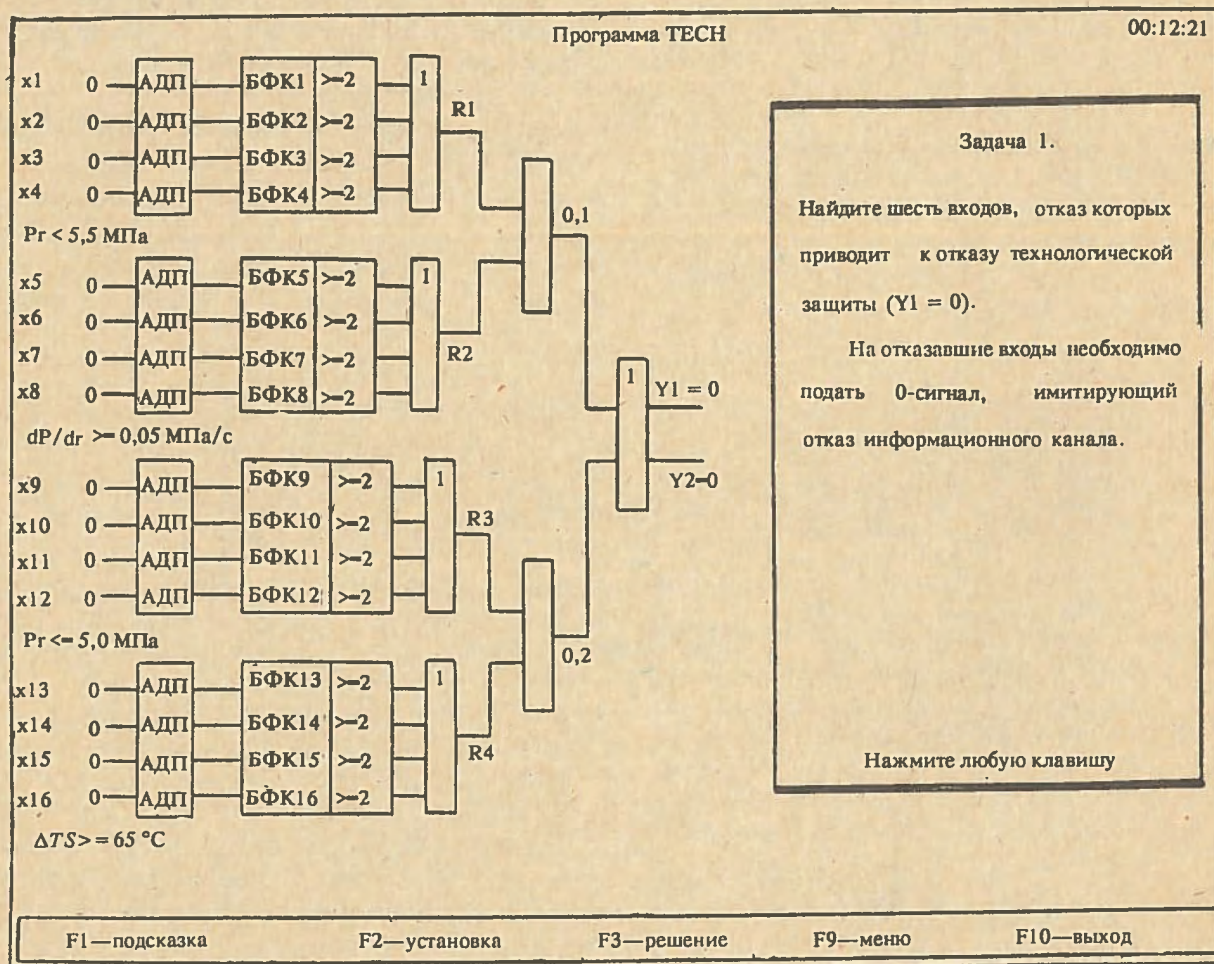 Программа ТЕСН
00:12:21
x1 0 АДП БФК1 >=2 1
x2 0 АДП БФК2 >=2
x3 0 АДП БФК3 >=2
x4 0 АДП БФК4 >=2
R1
Pr < 5,5 МПа
0,1
x5 0 АДП БФК5 >=2 1
x6 0 АДП БФК6 >=2
x7 0 АДП БФК7 >=2
x8 0 АДП БФК8 >=2
R2
dP/dr >= 0,05 МПа/с
1 Y1 = 0
Y2=0
x9 0 АДП БФК9 >=2 1
x10 0 АДП БФК10 >=2
x11 0 АДП БФК11 >=2
x12 0 АДП БФК12 >=2
R3
Pr <= 5,0 МПа
0,2
x13 0 АДП БФК13 >=2 1
x14 0 АДП БФК14 >=2
x15 0 АДП БФК15 >=2
x16 0 АДП БФК16 >=2
R4
ΔTS> = 65 °C
Задача 1.
Найдите шесть входов, отказ которых
приводит к отказу технологической
защиты (Y1 = 0).
На отказавшие входы необходимо
подать 0-сигнал, имитирующий
отказ информационного канала.
Нажмите любую клавишу
F1—подсказка F2—установка F3—решение F9—меню F10—выход